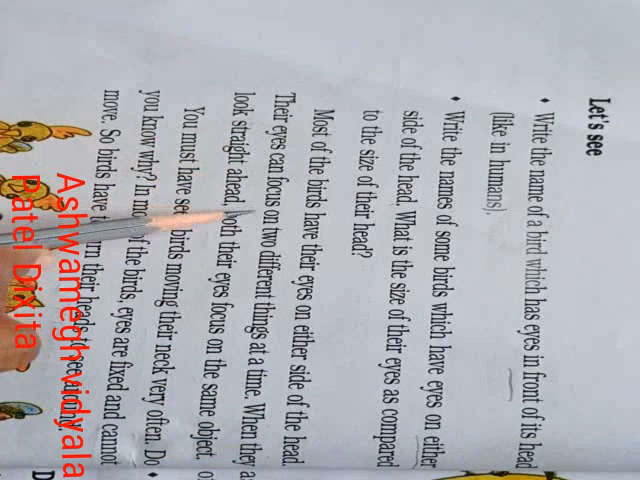 Let's see
• Write the name of a bird which has eyes in front of its head
(like in humans).
• Write the names of some birds which have eyes on either
side of the head. What is the size of their eyes as compared
to the size of their head?
Most of the birds have their eyes on either side of the head.
Their eyes can focus on two different things at a time. When they
look straight ahead, both their eyes focus on the same object.
You must have birds moving their neck very often. Do
you know why? In of the birds, eyes are fixed and cannot
move. So birds have their heads to see around.
Ashwamegh vidyala
Patel Dixita